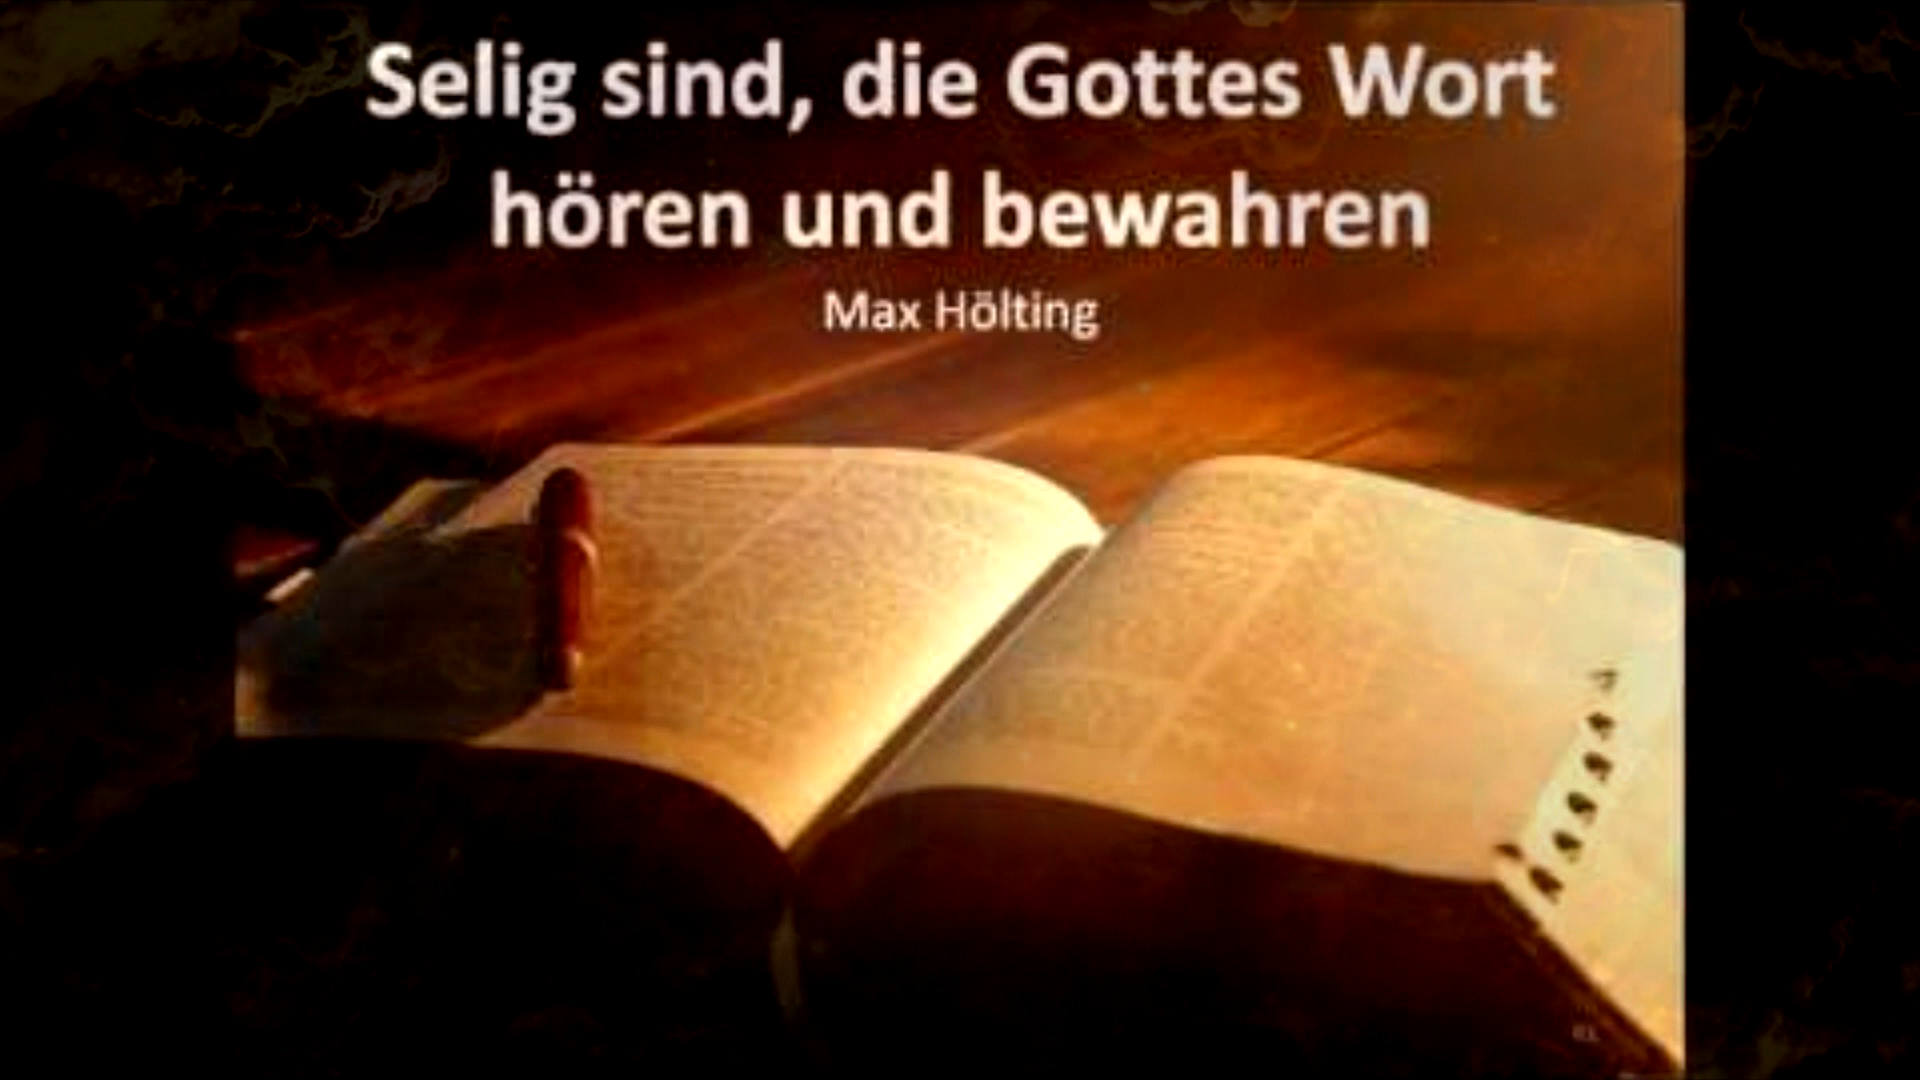 Selig sind, die Gottes Wort
hören und bewahren
Max Hölting